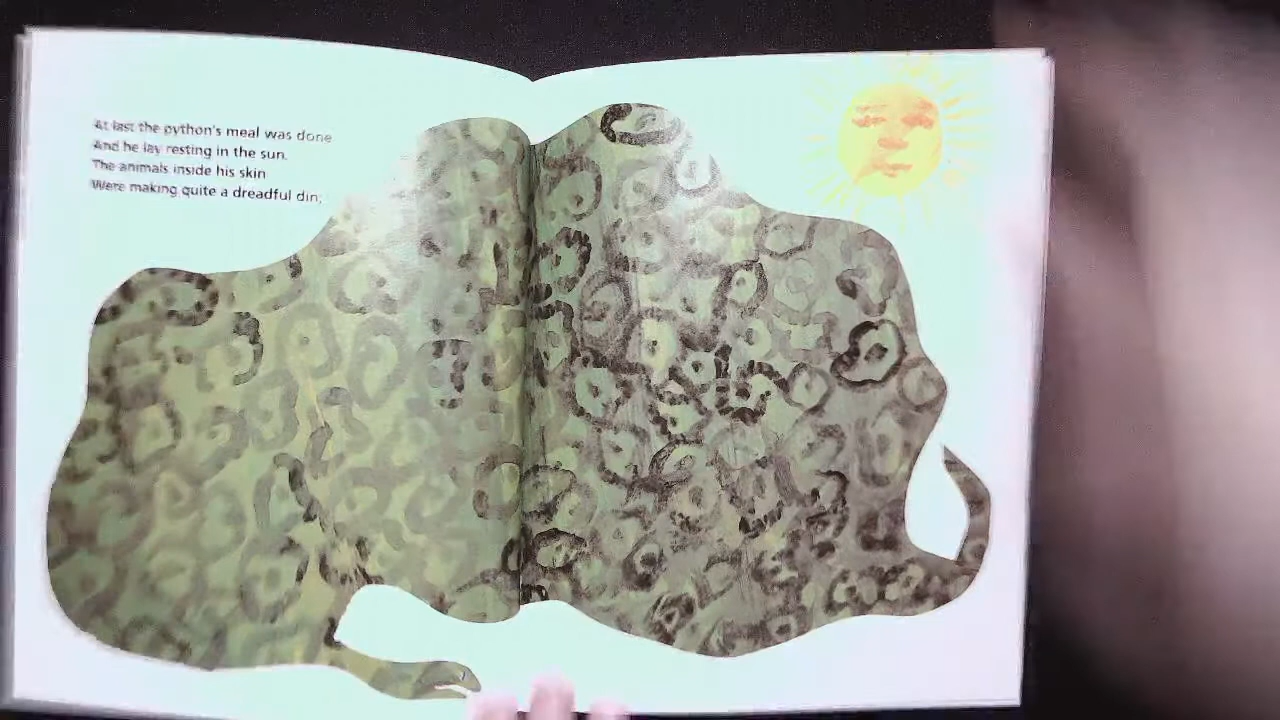 At last the python's meal was done
And he lay resting in the sun.
The animals inside his skin
Were making quite a dreadful din;